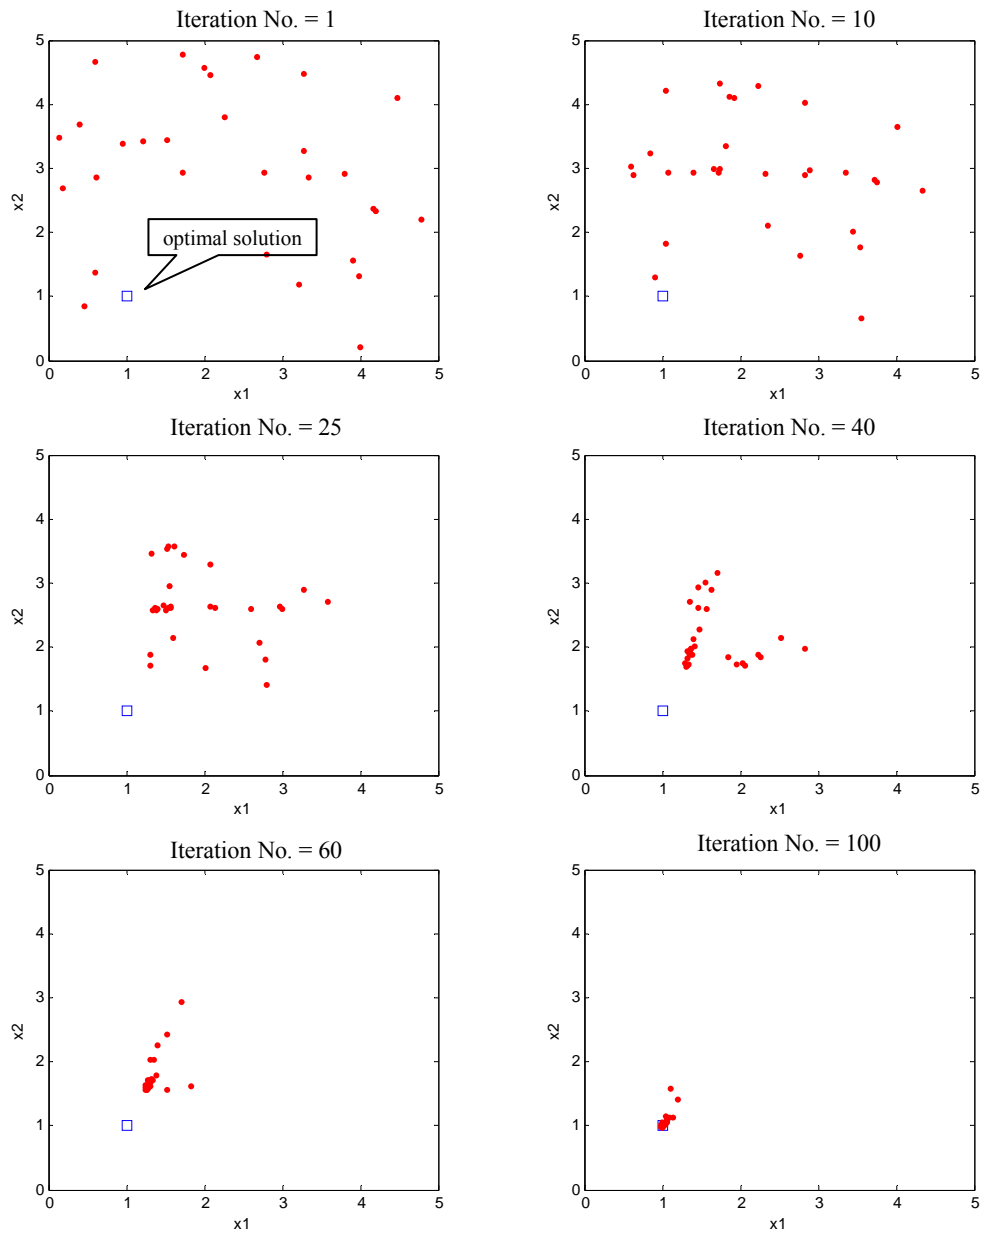 Iteration No. = 1
5
4
3
2
1
0
x2
optimal solution
0 1 2 3 4 5
x1
Iteration No. = 10
5
4
3
2
1
0
x2
0 1 2 3 4 5
x1
Iteration No. = 25
5
4
3
2
1
0
x2
0 1 2 3 4 5
x1
Iteration No. = 40
5
4
3
2
1
0
x2
0 1 2 3 4 5
x1
Iteration No. = 60
5
4
3
2
1
0
x2
0 1 2 3 4 5
x1
Iteration No. = 100
5
4
3
2
1
0
x2
0 1 2 3 4 5
x1